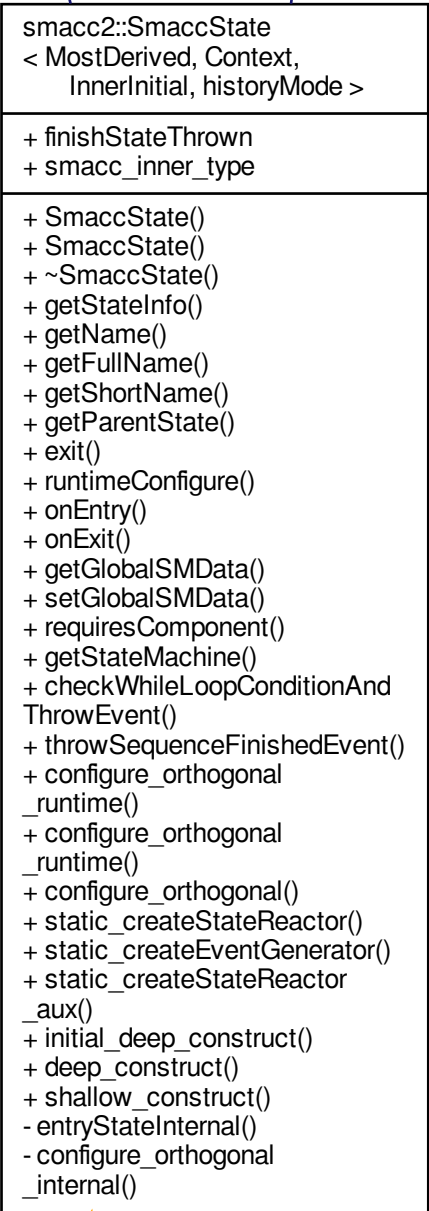 smacc2::SmaccState
< MostDerived, Context,
InnerInitial, historyMode >
+ finishStateThrown
+ smacc_inner_type
+ SmaccState()
+ SmaccState()
+ ~SmaccState()
+ getStateInfo()
+ getName()
+ getFullName()
+ getShortName()
+ getParentState()
+ exit()
+ runtimeConfigure()
+ onEntry()
+ onExit()
+ getGlobalSMData()
+ setGlobalSMData()
+ requiresComponent()
+ getStateMachine()
+ checkWhileLoopConditionAnd
ThrowEvent()
+ throwSequenceFinishedEvent()
+ configure_orthogonal
_runtime()
+ configure_orthogonal
_runtime()
+ configure_orthogonal()
+ static_createStateReactor()
+ static_createEventGenerator()
+ static_createStateReactor
_aux()
+ initial_deep_construct()
+ deep_construct()
+ shallow_construct()
- entryStateInternal()
- configure_orthogonal
_internal()